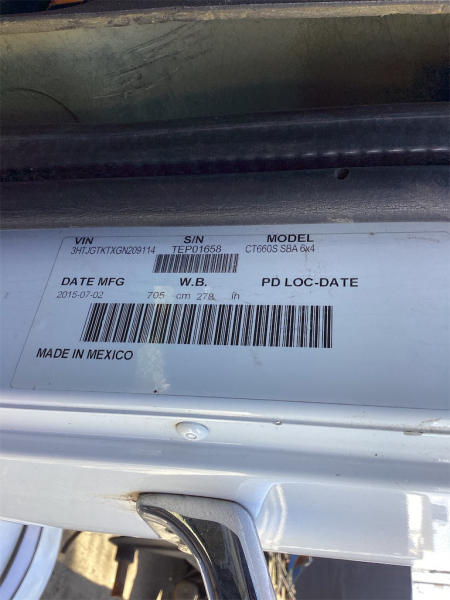 VIN S/N MODEL
3HTJGTKTXGN209114 TEP01658 CT660S SBA 6x4
DATE MFG W.B. PD LOC-DATE
2015-07-02 705 cm 278 in
MADE IN MEXICO